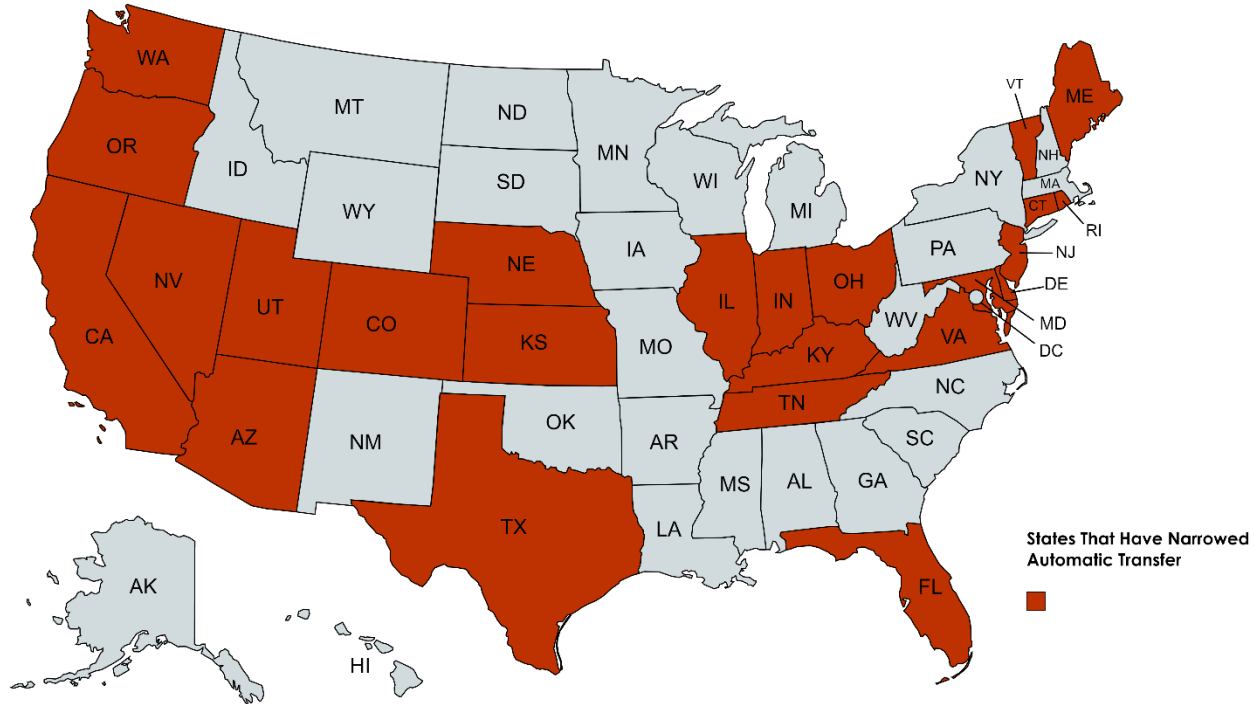 WA
MT
ND
MN
VT
ME
OR
ID
SD
WI
NH
NY
MA
WY
MI
CT
RI
IA
PA
NJ
NE
NV
OH
DE
UT
IL
IN
CO
WV
MD
CA
KS
MO
KY
VA
DC
NC
TN
AZ
NM
OK
AR
SC
MS
AL
GA
TX
LA
States That Have Narrowed
Automatic Transfer
AK
FL
HI